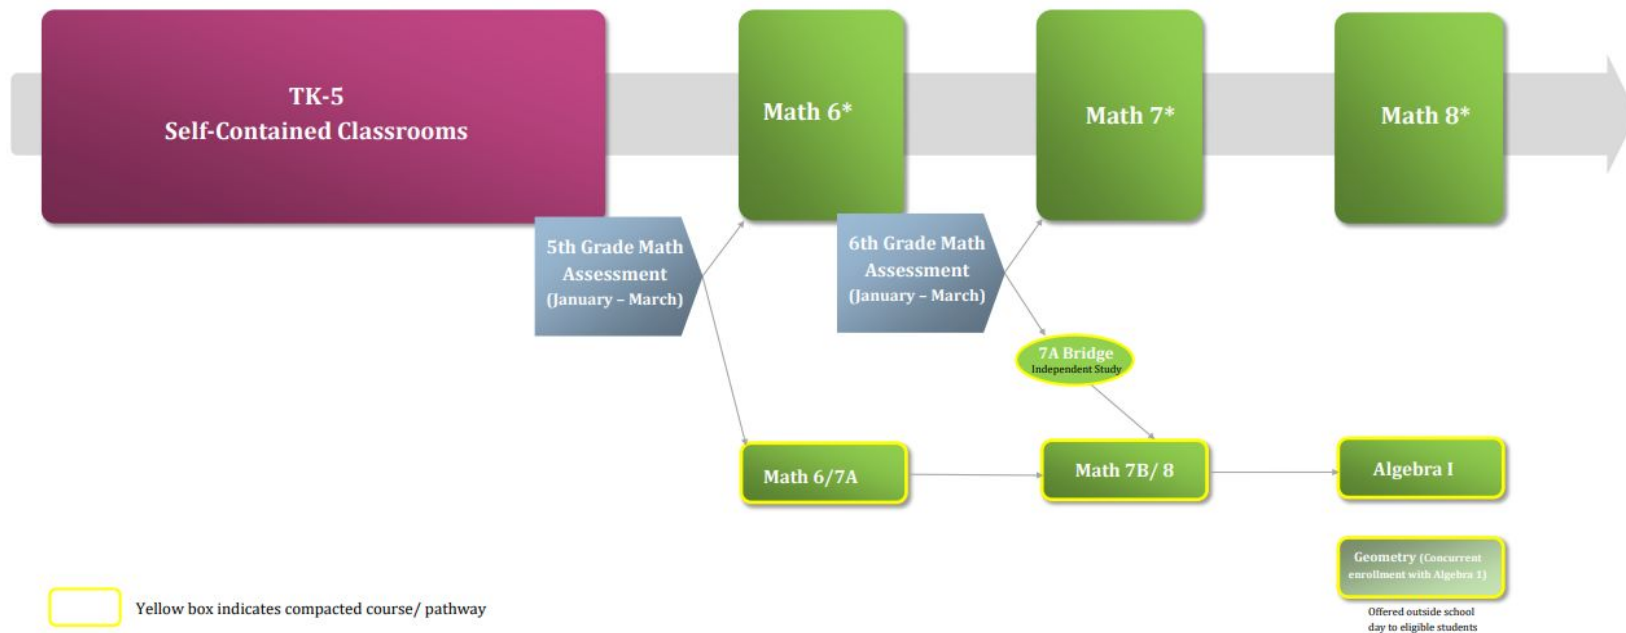 TK-5
Self-Contained Classrooms
Math 6*
Math 7*
Math 8*
5th Grade Math
Assessment
(January – March)
6th Grade Math
Assessment
(January – March)
7A Bridge
Independent Study
Math 6/7A
Math 7B/ 8
Algebra I
Geometry (Concurrent
enrollment with Algebra 1)
Offered outside school
day to eligible students
Yellow box indicates compacted course/ pathway